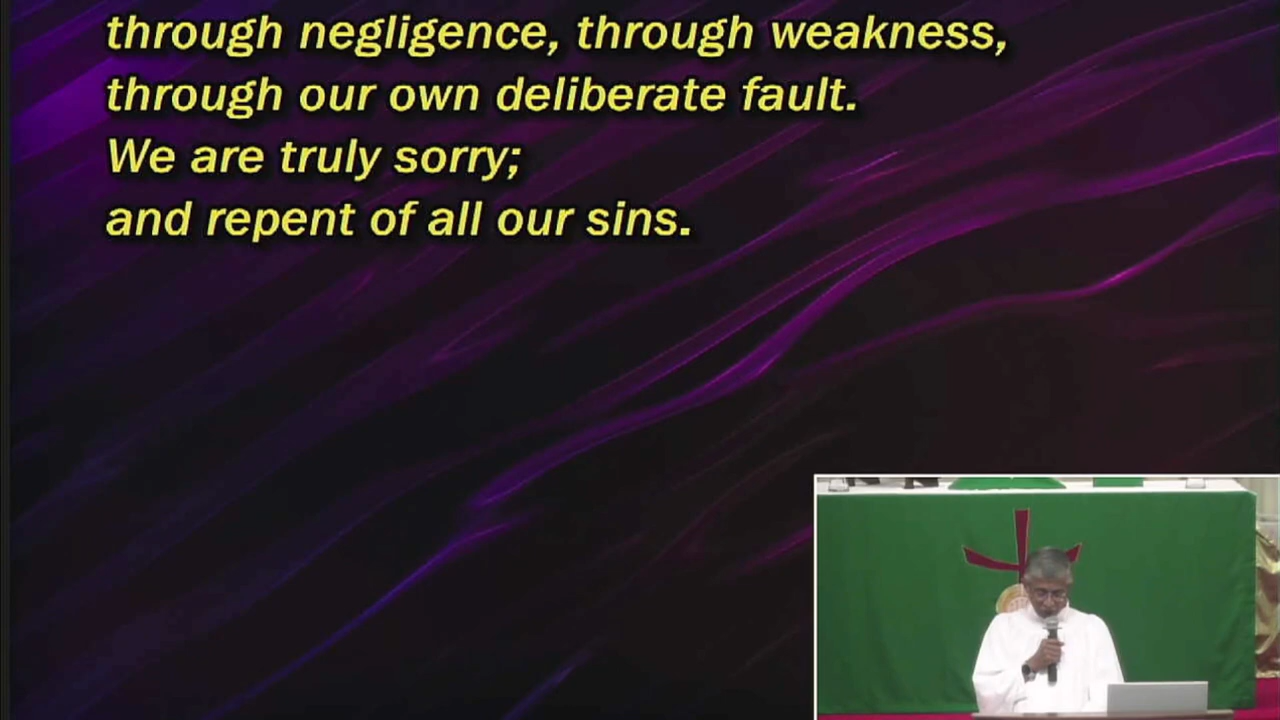 through negligence, through weakness,
through our own deliberate fault.
We are truly sorry;
and repent of all our sins.